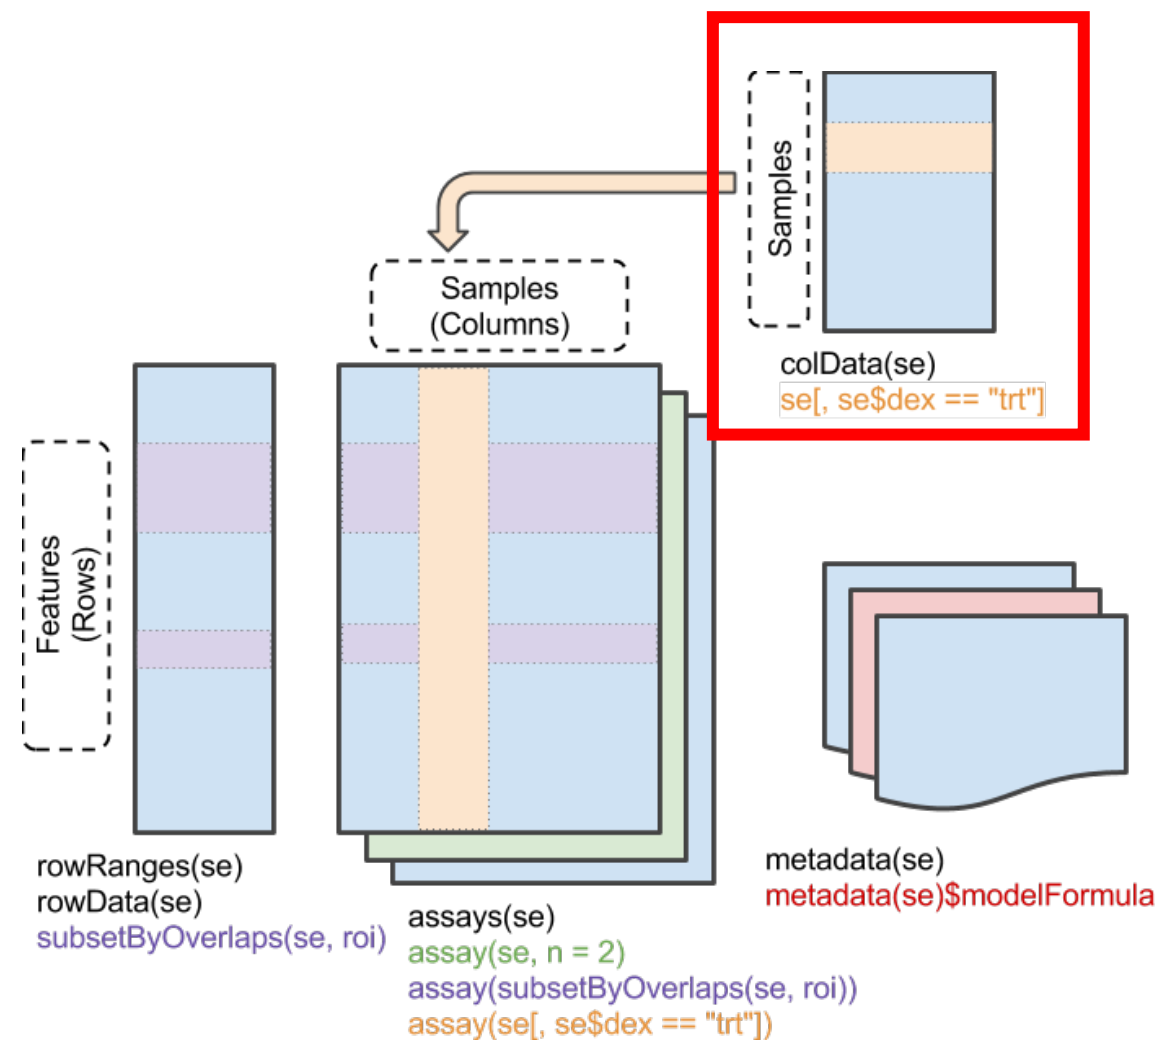 Samples
colData(se)
se[, se$dex == "trt"]
Samples
(Columns)
Features
(Rows)
rowRanges(se)
rowData(se)
subsetByOverlaps(se, roi)
assays(se)
assay(se, n = 2)
assay(subsetByOverlaps(se, roi))
assay(se[, se$dex == "trt"])
metadata(se)
metadata(se)$modelFormula